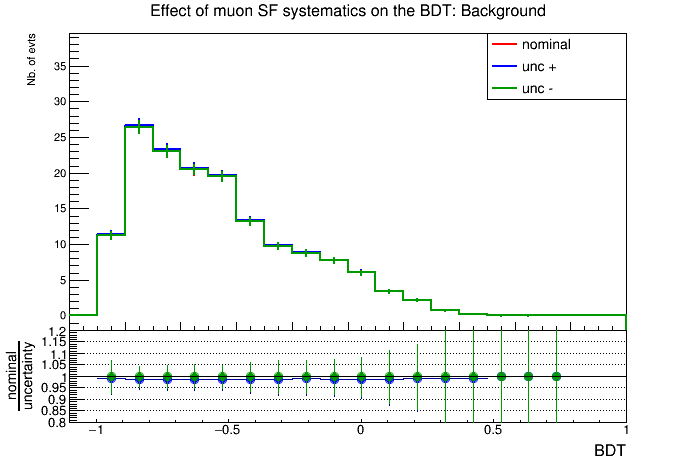 Effect of muon SF systematics on the BDT: Background
Nb. of evts
nominal
unc +
unc -
35
30
25
20
15
10
5
0
1.2
1.15
1.1
1.05
1
0.95
0.9
0.85
0.8
nominal
uncertainty
−1
−0.5
0
0.5
1
BDT